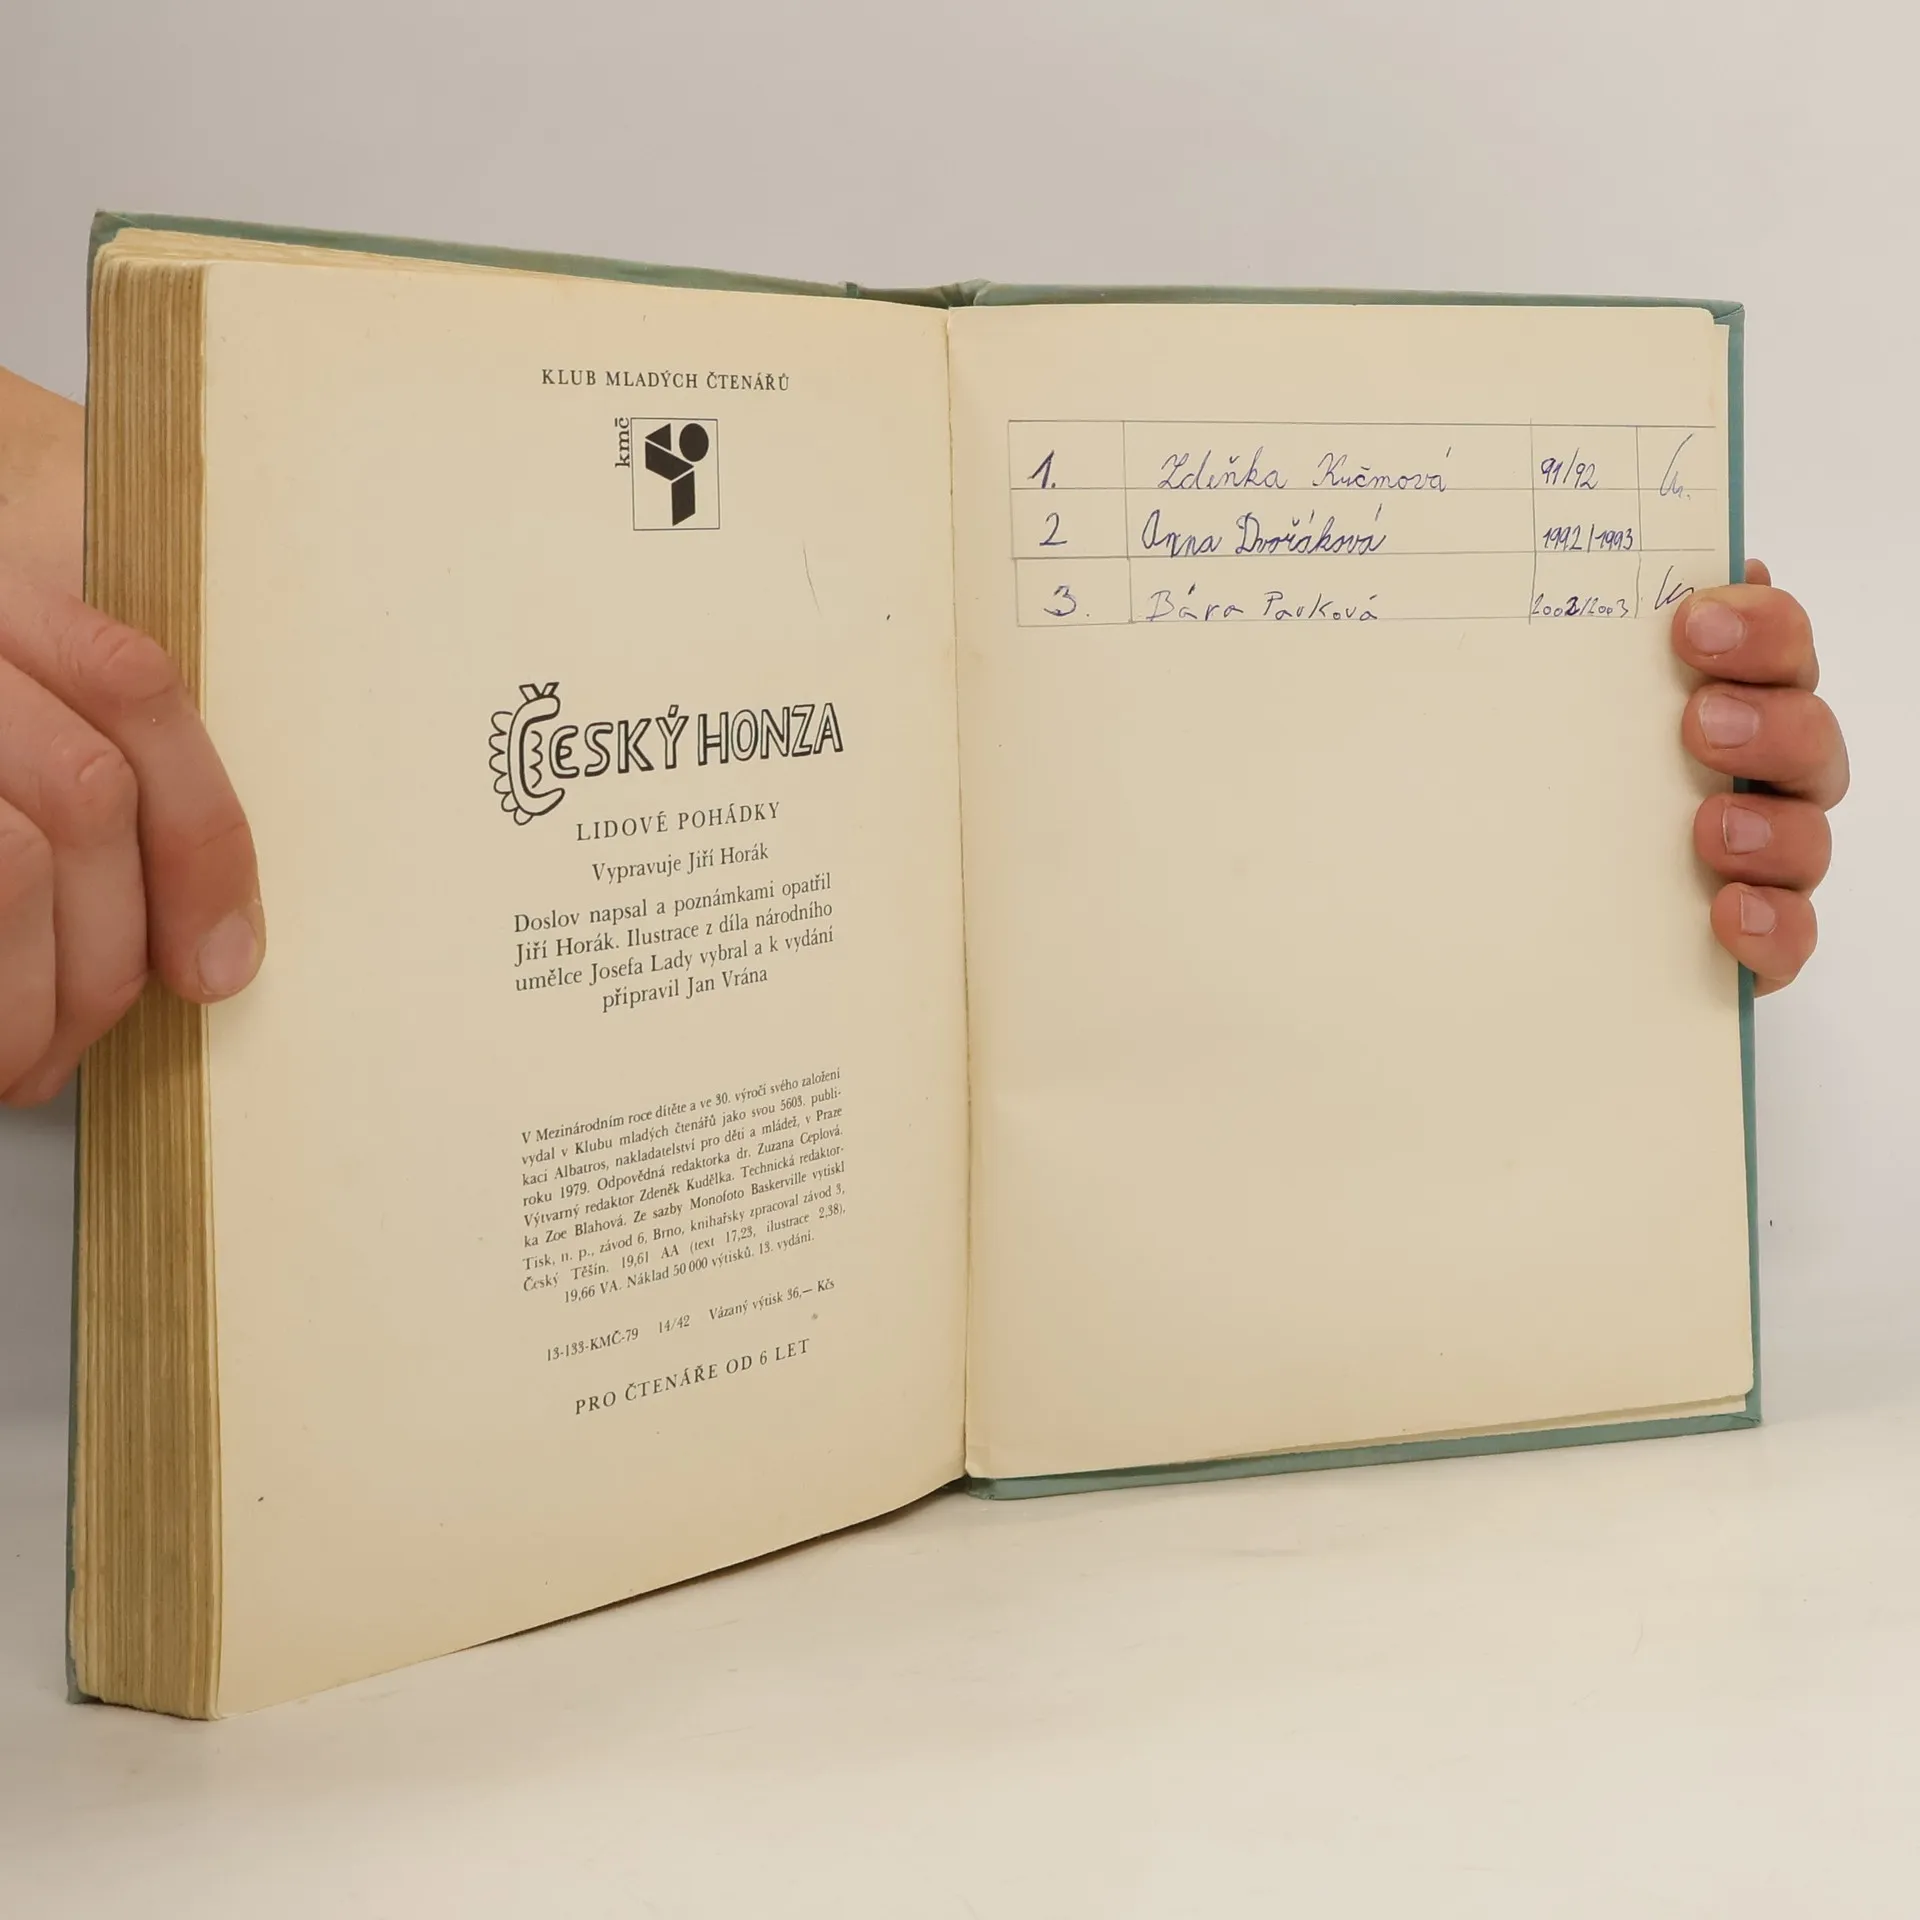 KLUB MLADÝCH ČTENÁŘŮ
kmč
ČESKÝ HONZA
LIDOVÉ POHÁDKY
Vypravuje Jiří Horák
Doslov napsal a poznámkami opatřil
Jiří Horák. Ilustrace z díla národního
umělce Josefa Lady vybral a k vydání
připravil Jan Vrána
V Mezinárodním roce dítěte a ve 30. výročí svého založení
vydal v Klubu mladých čtenářů jako svou 5603. publi-
kaci Albatros, nakladatelství pro děti a mládež, v Praze
roku 1979. Odpovědná redaktorka dr. Zuzana Ceplová.
Výtvarný redaktor Zdeněk Kudělka. Technická redaktor-
ka Zoe Blahová. Ze sazby Monofoto Baskerville vytiskl
Tisk, n. p., závod 6, Brno, knihařsky zpracoval závod 3,
Český Těšín. 19,61 AA (text 17,23, ilustrace 2,38),
19,66 VA. Náklad 50 000 výtisků. 13. vydání.
13-133-KMČ-79 14/42 Vázaný výtisk 36,— Kčs
PRO ČTENÁŘE OD 6 LET
1. Zdeňka Kučmová 91/92
2 Anna Dvořáková 1992/1993
3. Bára Pavková 2002/2003